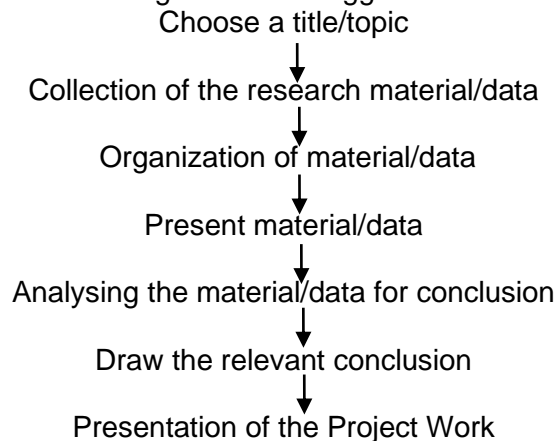 Choose a title/topic
Collection of the research material/data
Organization of material/data
Present material/data
Analysing the material/data for conclusion
Draw the relevant conclusion
Presentation of the Project Work